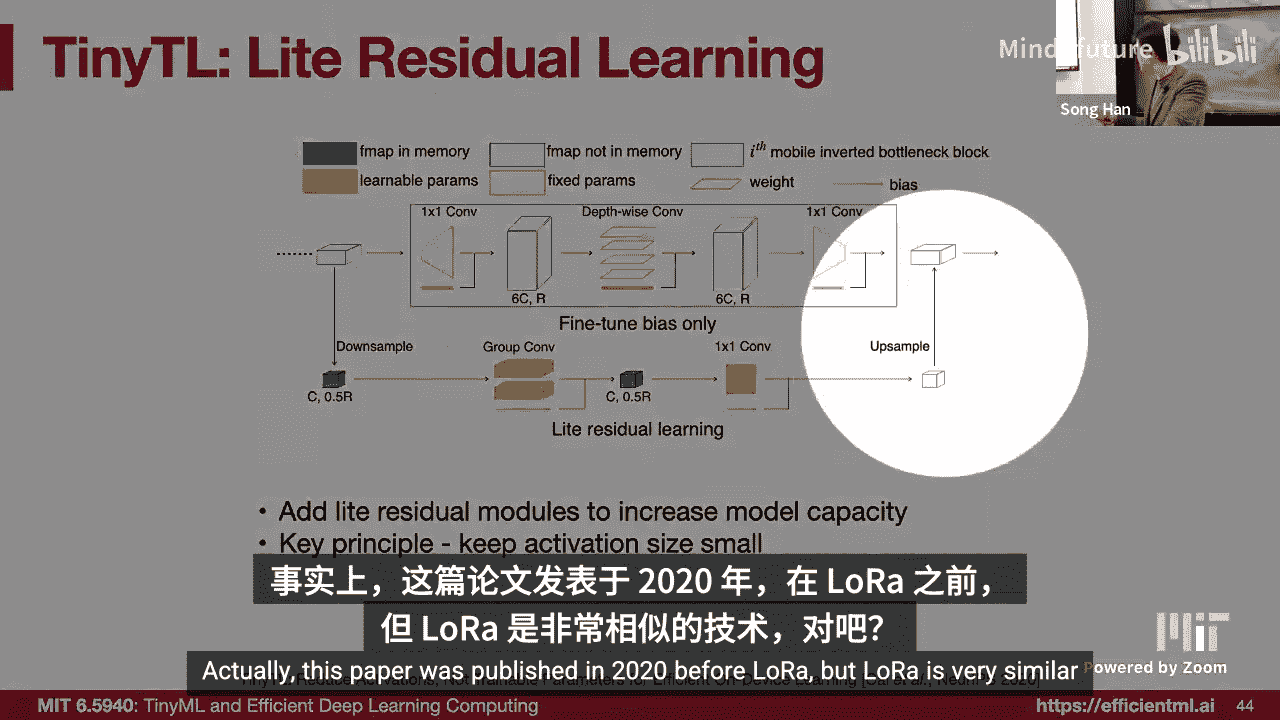 TinyTL: Lite Residual Learning
Mind future bilibili
Song Han
fmap in memory fmap not in memory ith mobile inverted bottleneck block
learnable params fixed params weight bias
1x1 Conv Depth-wise Conv 1x1 Conv
6C, R 6C, R
Fine-tune bias only
Downsample Group Conv 1x1 Conv Upsample
C, 0.5R C, 0.5R
Lite residual learning
• Add lite residual modules to increase model capacity
• Key principle - keep activation size small
事实上，这篇论文发表于 2020 年，在 LoRa 之前，
但 LoRa 是非常相似的技术，对吧？
Actually, this paper was published in 2020 before LoRa, but LoRa is very similar
MIT
Powered by Zoom
MIT 6.5940: TinyML and Efficient Deep Learning Computing https://efficientml.ai 44